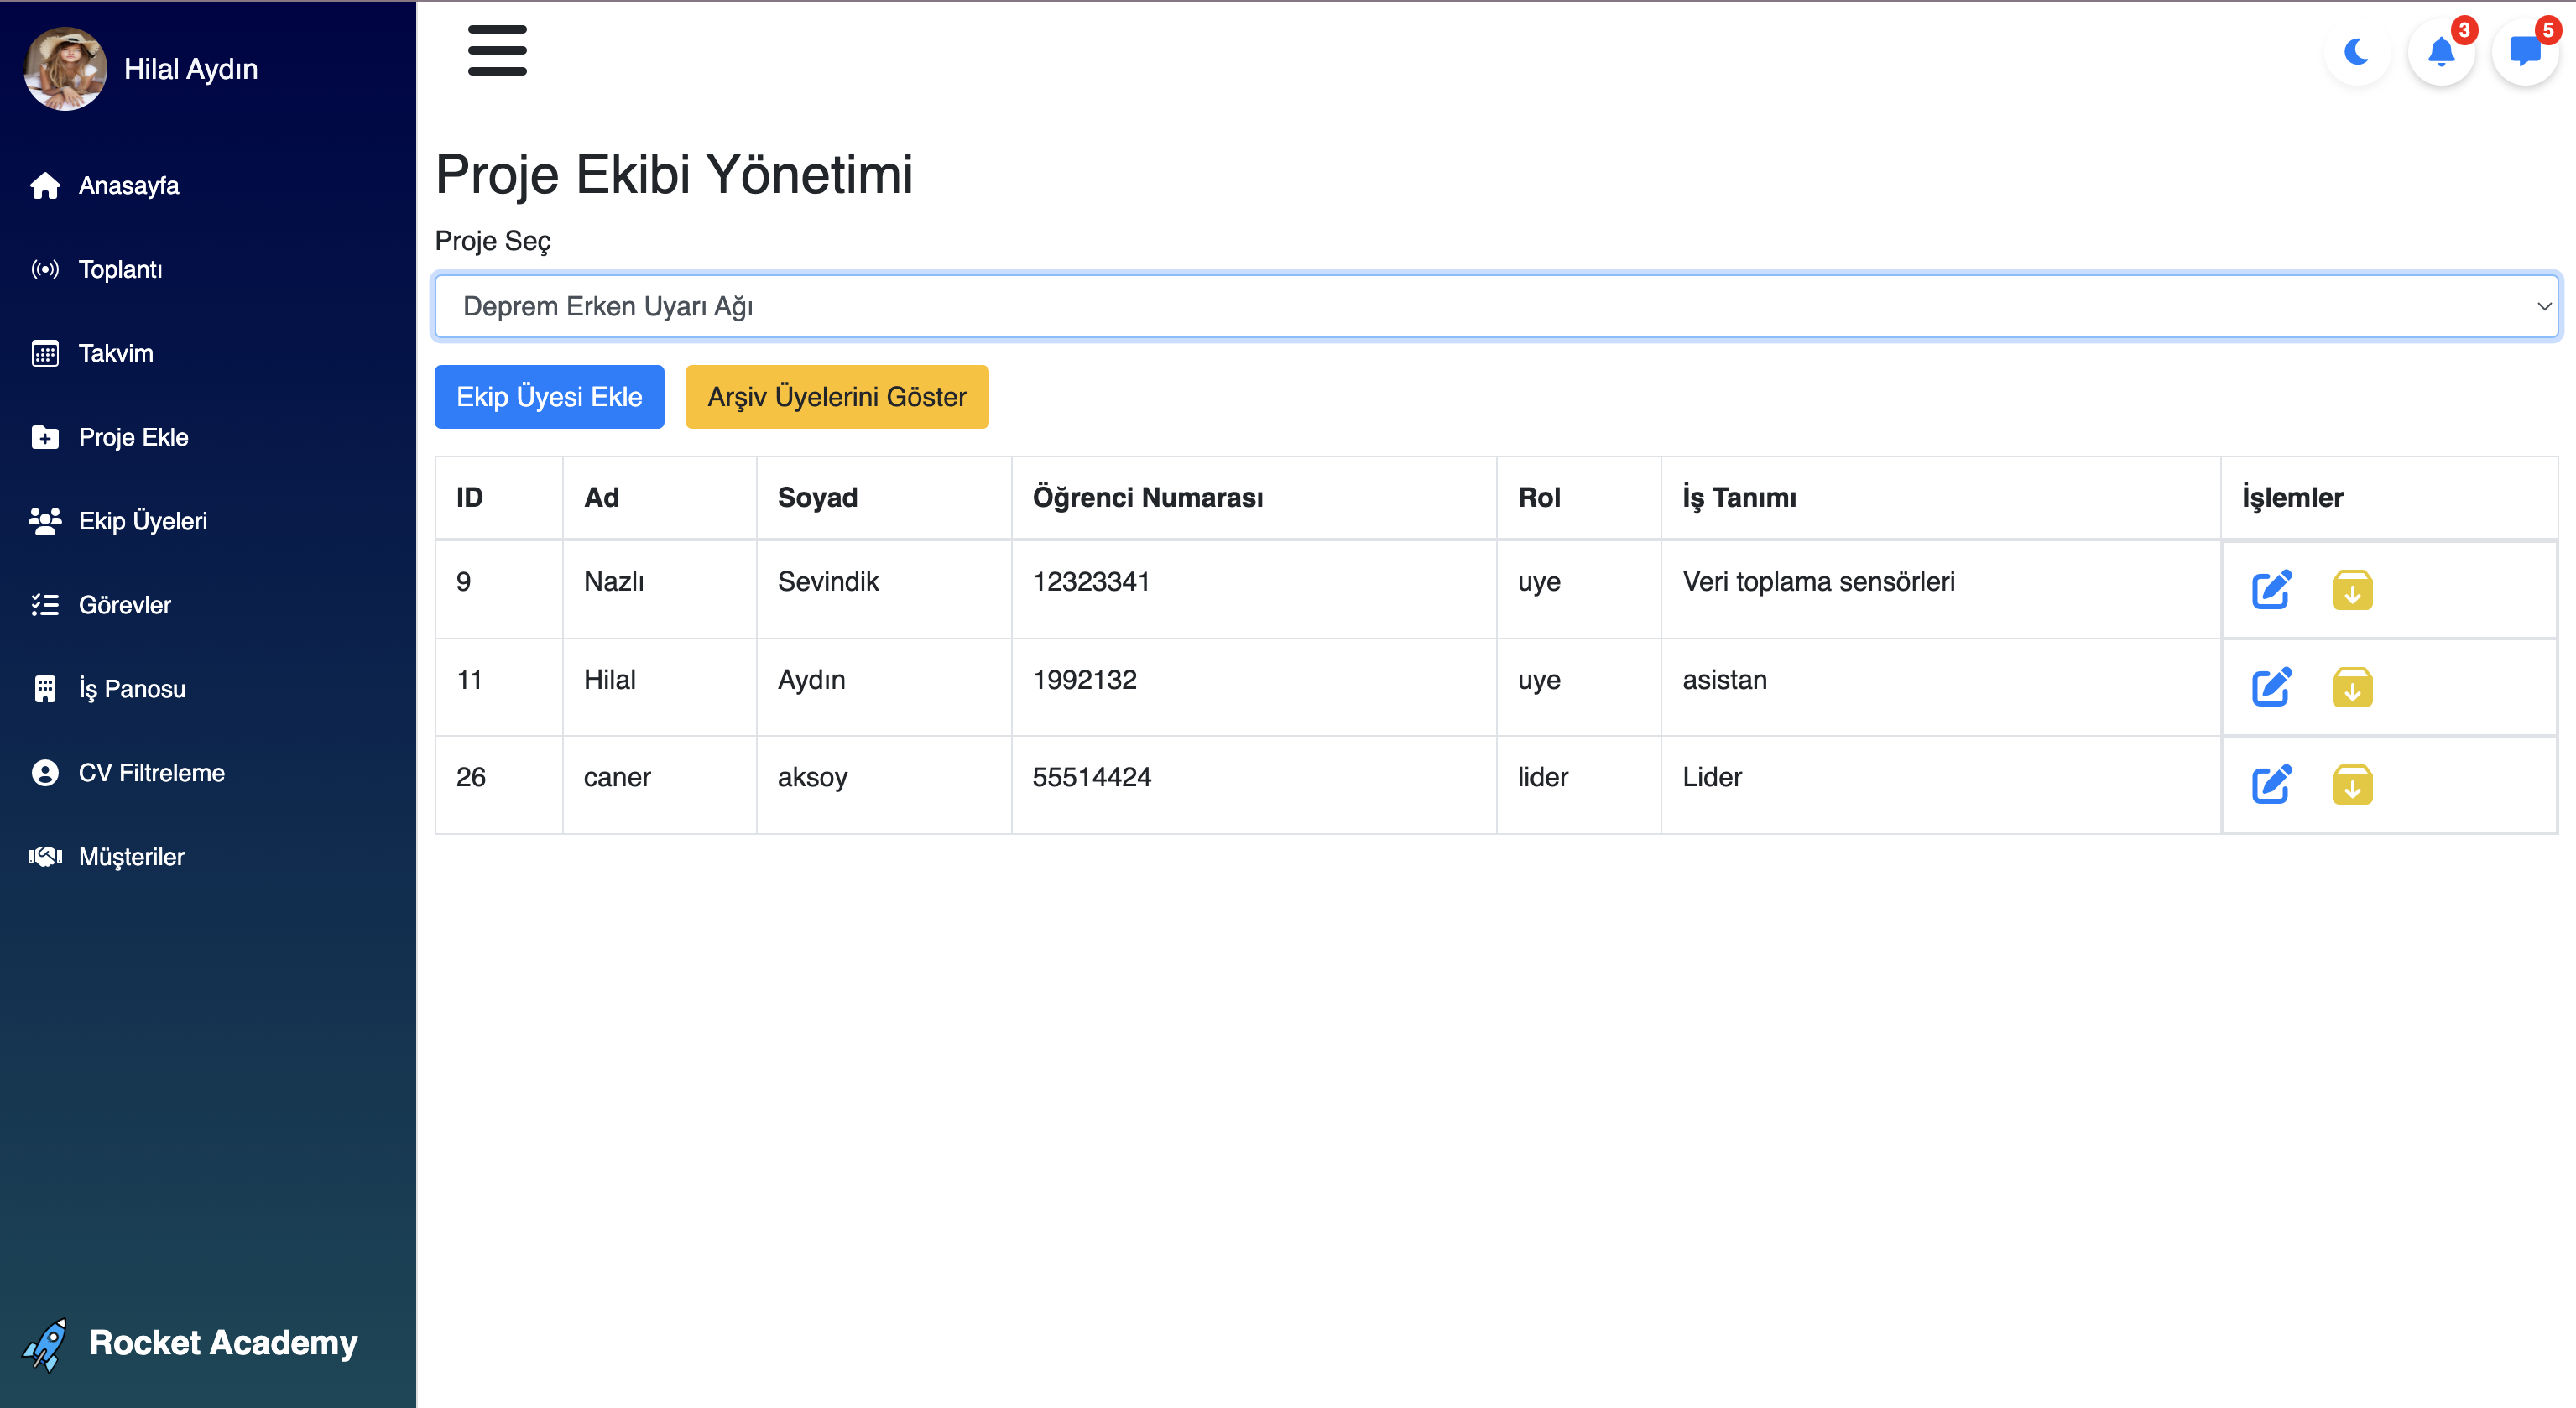 Hilal Aydın
Anasayfa
Toplantı
Takvim
Proje Ekle
Ekip Üyeleri
Görevler
İş Panosu
CV Filtreleme
Müşteriler
Rocket Academy
3
5
Proje Ekibi Yönetimi
Proje Seç
Deprem Erken Uyarı Ağı
Ekip Üyesi Ekle Arşiv Üyelerini Göster
ID Ad Soyad Öğrenci Numarası Rol İş Tanımı İşlemler
9 Nazlı Sevindik 12323341 uye Veri toplama sensörleri
11 Hilal Aydın 1992132 uye asistan
26 caner aksoy 55514424 lider Lider